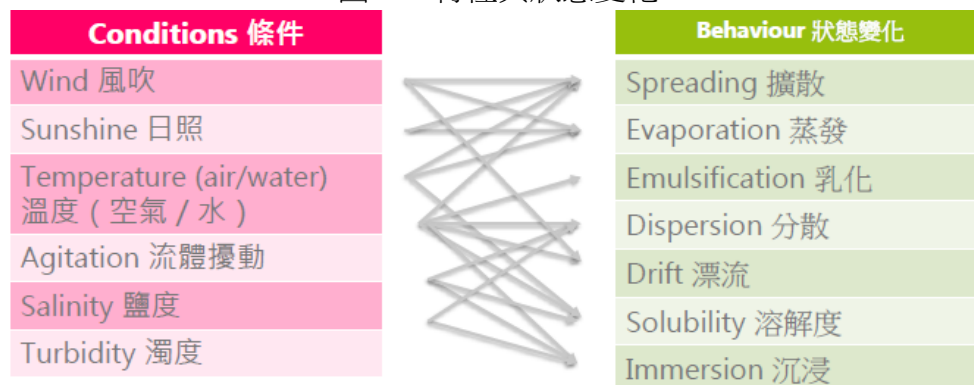 Conditions 條件
Wind 風吹
Sunshine 日照
Temperature (air/water)
溫度 ( 空氣 / 水 )
Agitation 流體擾動
Salinity 鹽度
Turbidity 濁度
Behaviour 狀態變化
Spreading 擴散
Evaporation 蒸發
Emulsification 乳化
Dispersion 分散
Drift 漂流
Solubility 溶解度
Immersion 沉浸